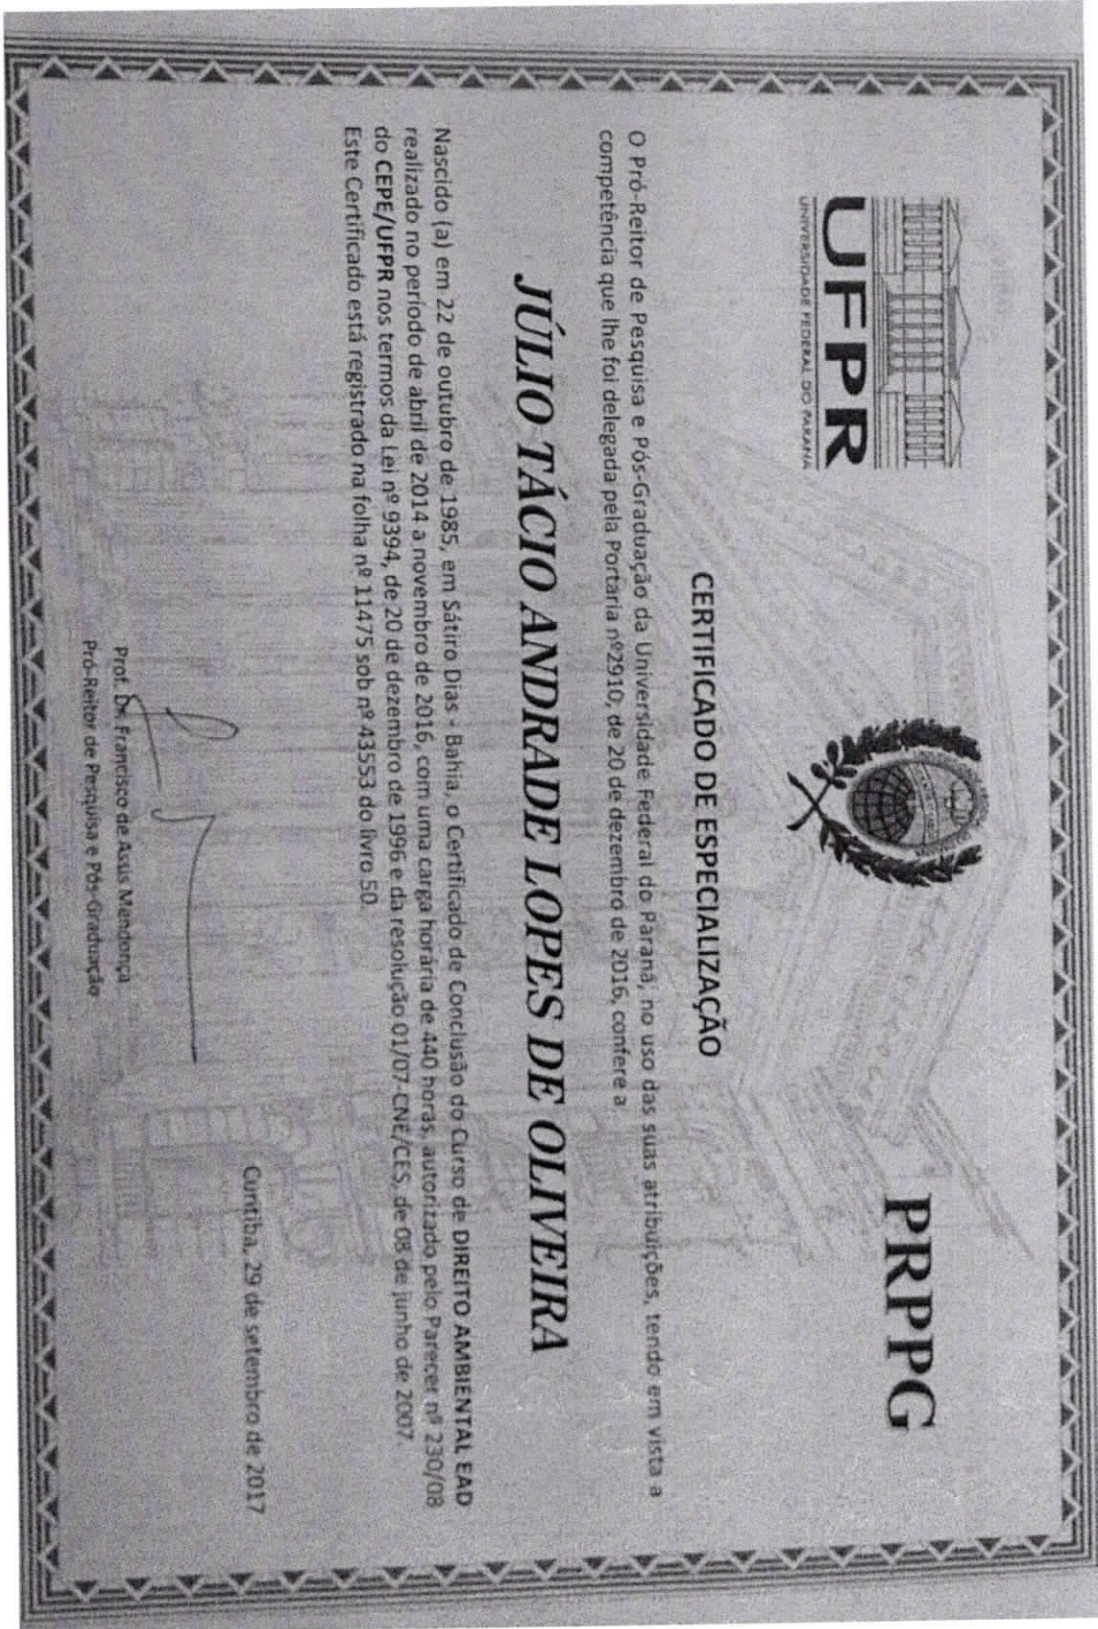 UFPR
UNIVERSIDADE FEDERAL DO PARANÁ
PRPPG
CERTIFICADO DE ESPECIALIZAÇÃO
O Pró-Reitor de Pesquisa e Pós-Graduação da Universidade Federal do Paraná, no uso das suas atribuições, tendo em vista a
competência que lhe foi delegada pela Portaria nº2910, de 20 de dezembro de 2016, confere a
JÚLIO TÁCIO ANDRADE LOPES DE OLIVEIRA
Nascido (a) em 22 de outubro de 1985, em Sátiro Dias - Bahia, o Certificado de Conclusão do Curso de DIREITO AMBIENTAL EAD
realizado no período de abril de 2014 a novembro de 2016, com uma carga horária de 440 horas, autorizado pelo Parecer nº 230/08
do CEPE/UFPR nos termos da Lei nº 9394, de 20 de dezembro de 1996 e da resolução 01/07-CNE/CES, de 08 de junho de 2007.
Este Certificado está registrado na folha nº 11475 sob nº 43553 do livro 50.
Curitiba, 29 de setembro de 2017
Prof. Dr. Francisco de Assis Mendonça
Pró-Reitor de Pesquisa e Pós-Graduação